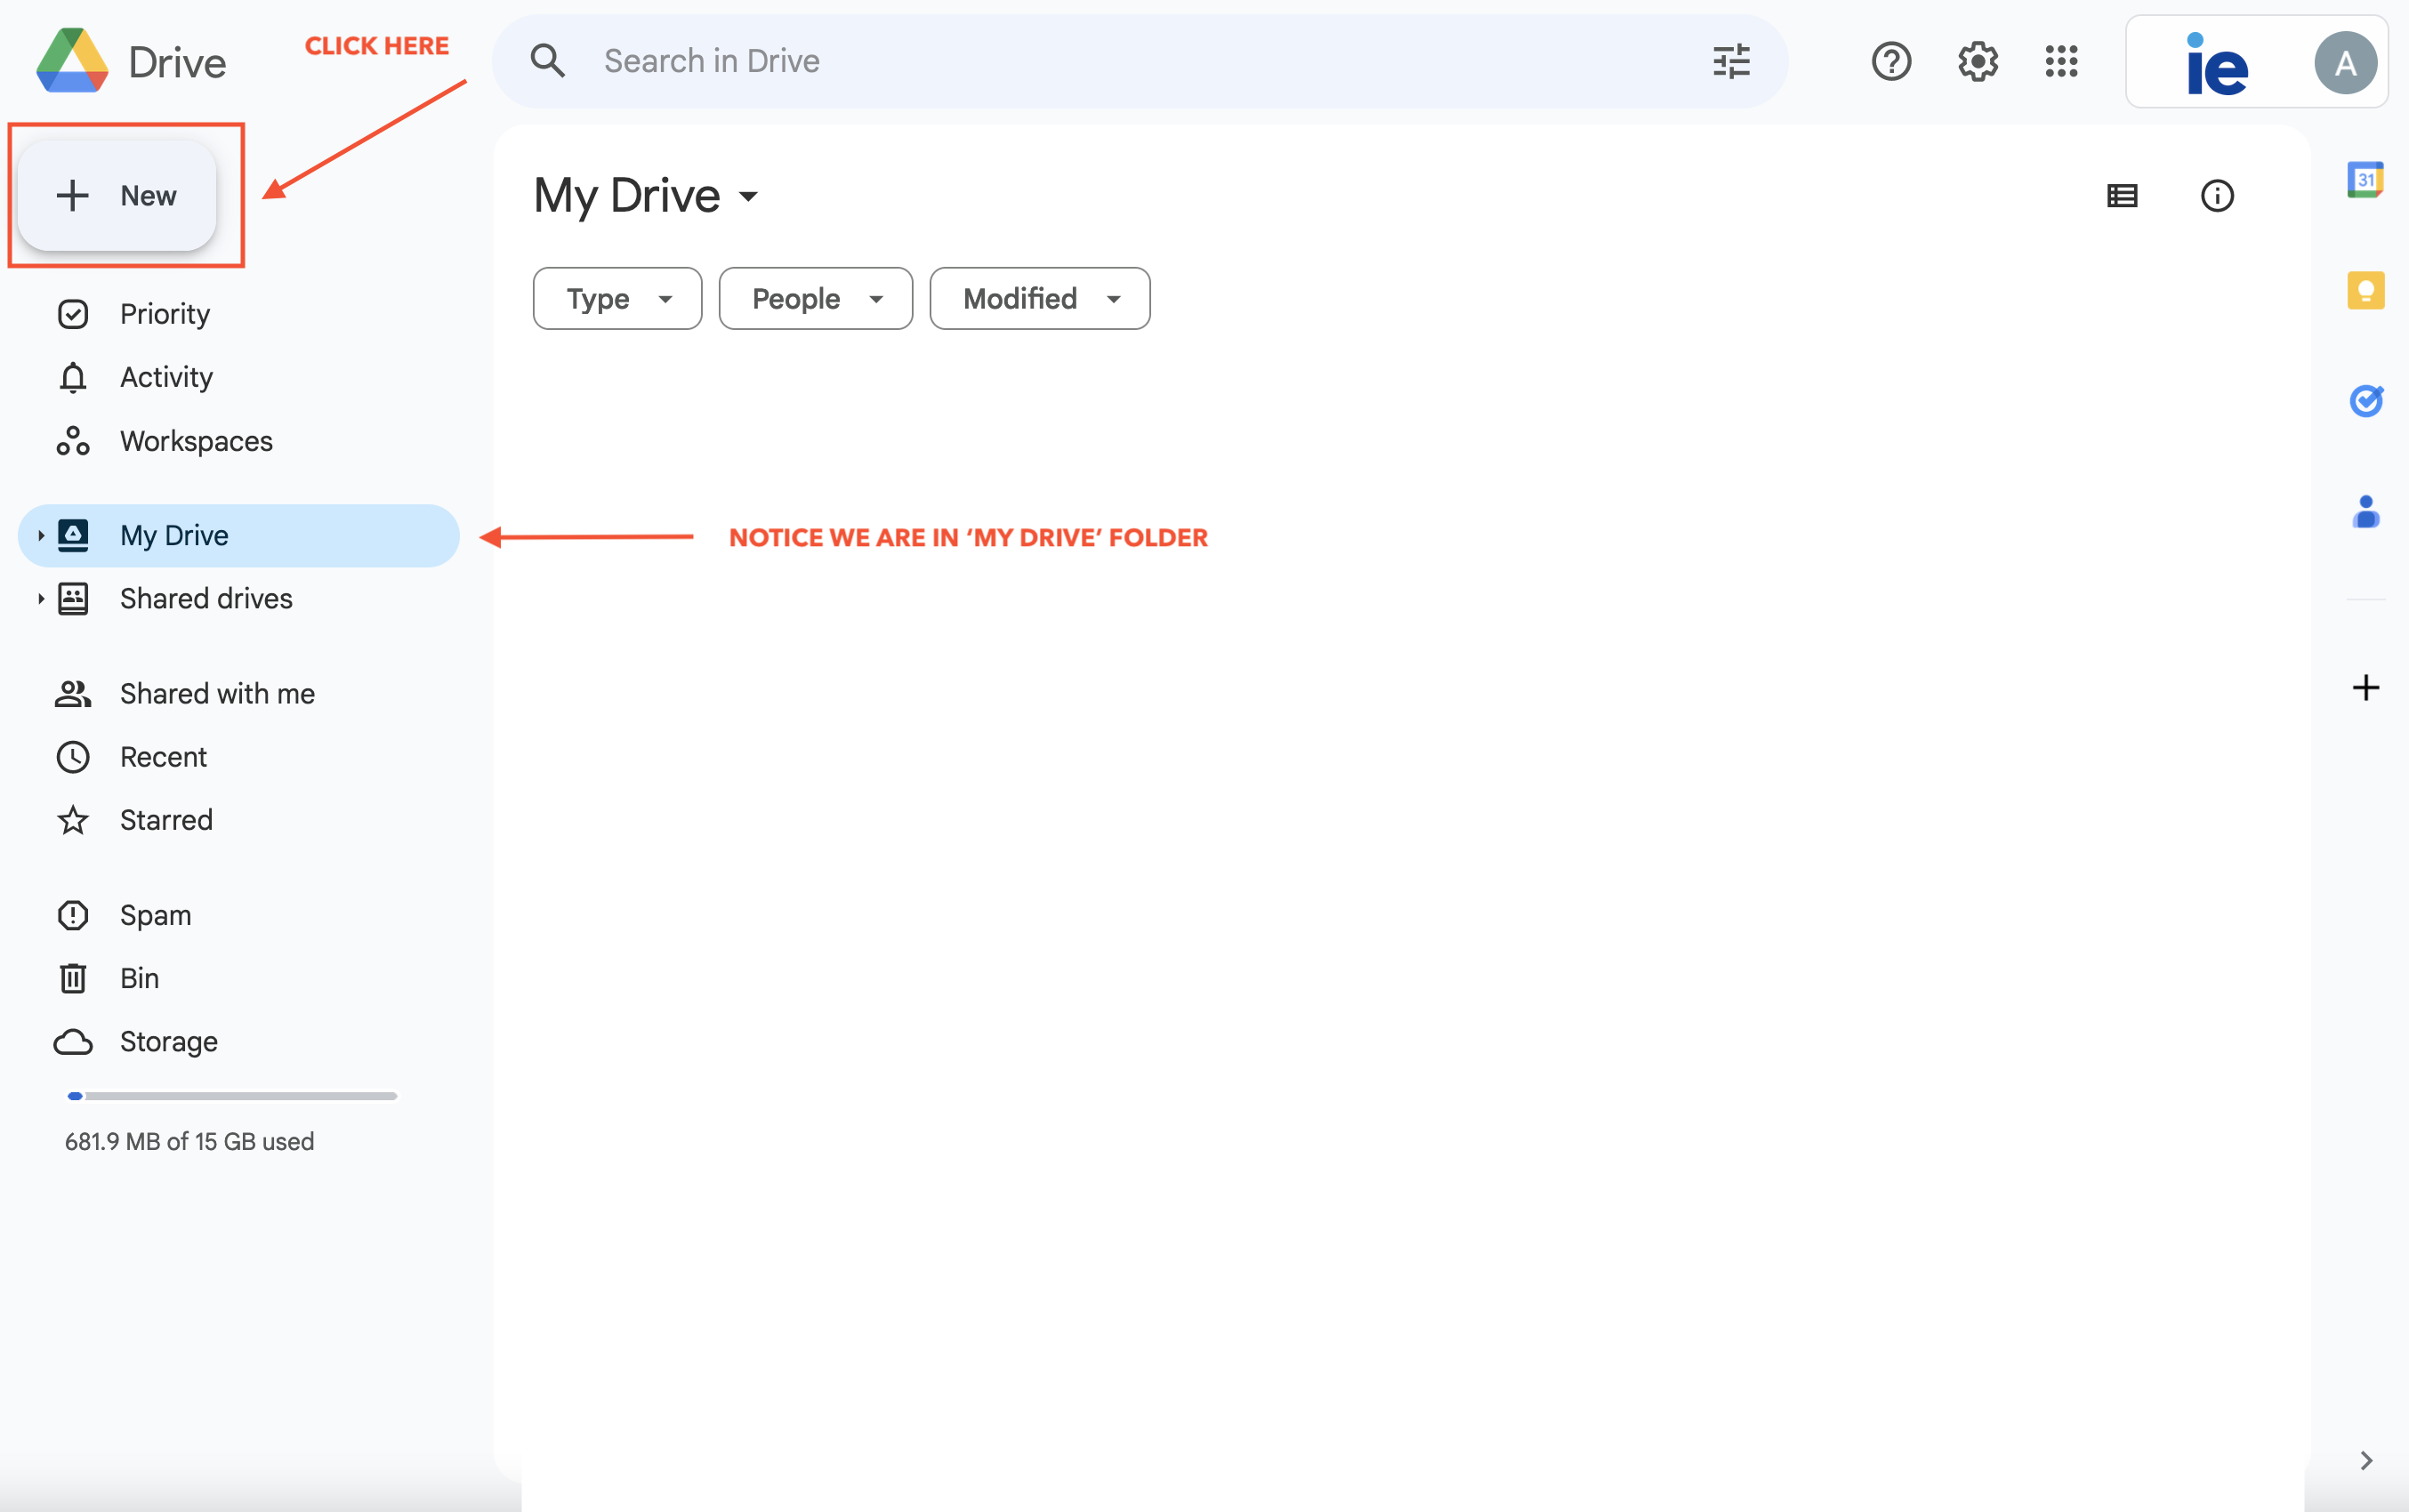 Drive
CLICK HERE
Search in Drive
ie
A
New
My Drive
31
Type
People
Modified
Priority
Activity
Workspaces
My Drive
NOTICE WE ARE IN ‘MY DRIVE’ FOLDER
Shared drives
Shared with me
Recent
Starred
Spam
Bin
Storage
681.9 MB of 15 GB used